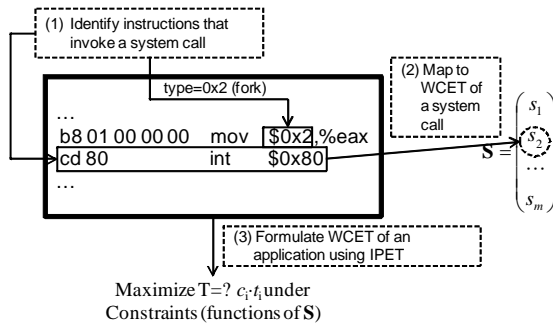 (1) Identify instructions that
invoke a system call
type=0x2 (fork)
(2) Map to
WCET of
a system
call
...
b8 01 00 00 00 mov $0x2,%eax
cd 80 int $0x80
...
S =
s1
s2
...
sm
(3) Formulate WCET of an
application using IPET
Maximize T=? ci·ti under
Constraints (functions of S)